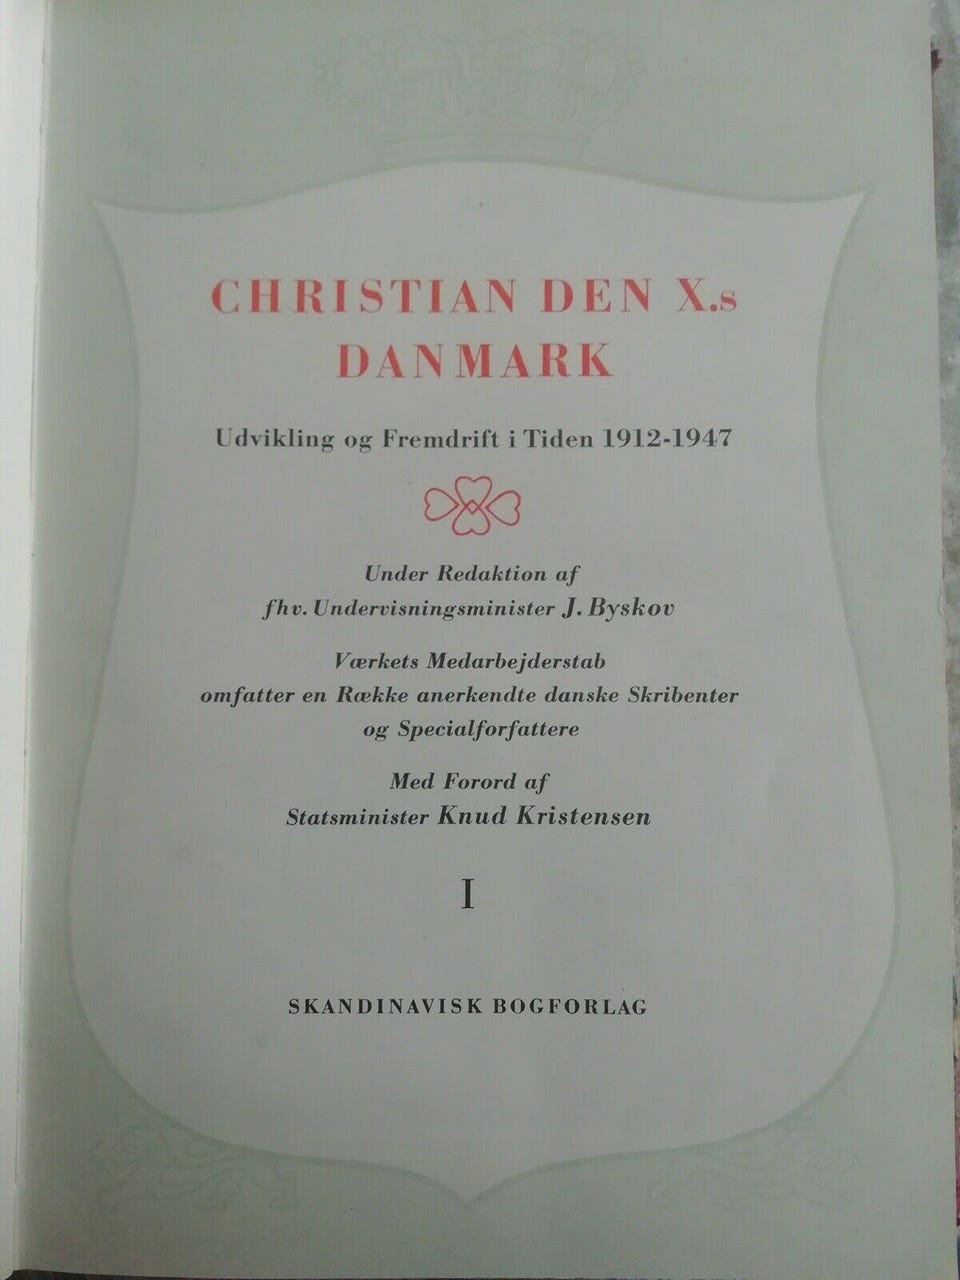 CHRISTIAN DEN X.s
DANMARK
Udvikling og Fremdrift i Tiden 1912-1947
Under Redaktion af
fhv. Undervisningsminister J. Byskov
Værkets Medarbejderstab
omfatter en Række anerkendte danske Skribenter
og Specialforfattere
Med Forord af
Statsminister Knud Kristensen
I
SKANDINAVISK BOGFORLAG